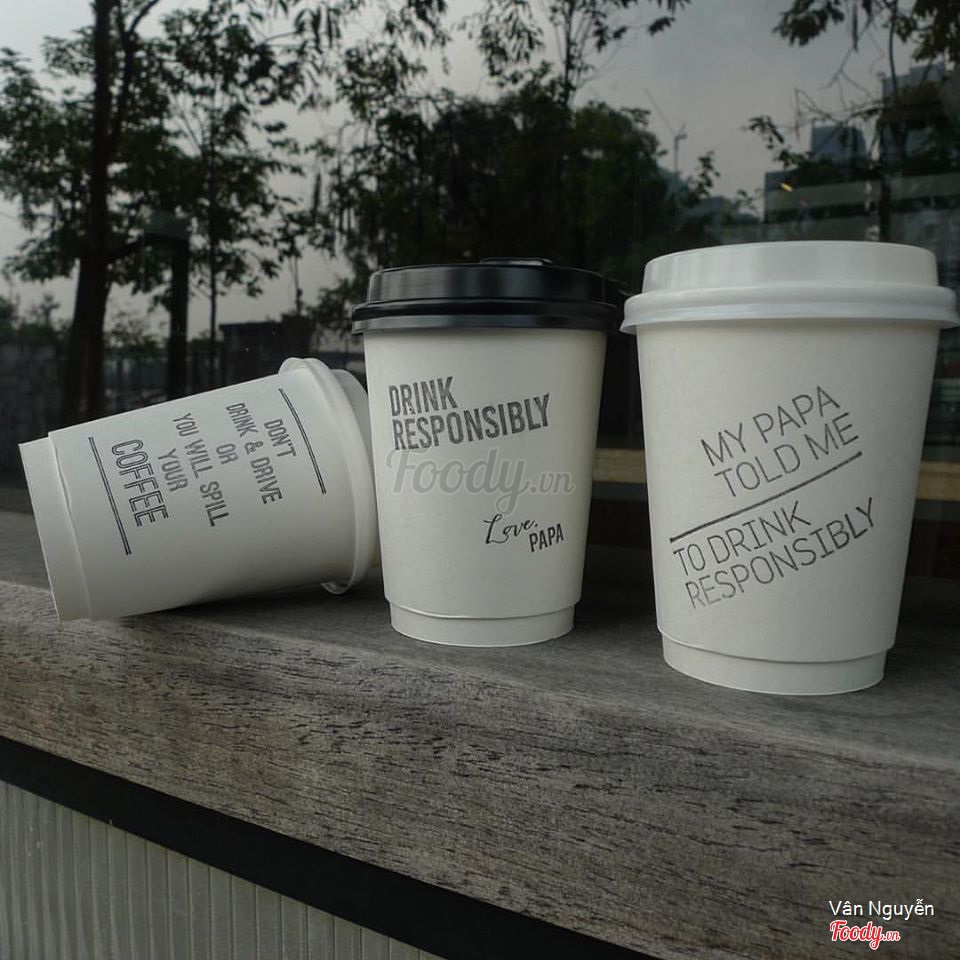 DON'T
DRINK & DRIVE
OR
YOU WILL SPILL
YOUR
COFFEE
DRINK
RESPONSIBLY
Love,
PAPA
MY PAPA
TOLD ME
TO DRINK
RESPONSIBLY
Foody.vn
Vân Nguyễn
Foody.vn